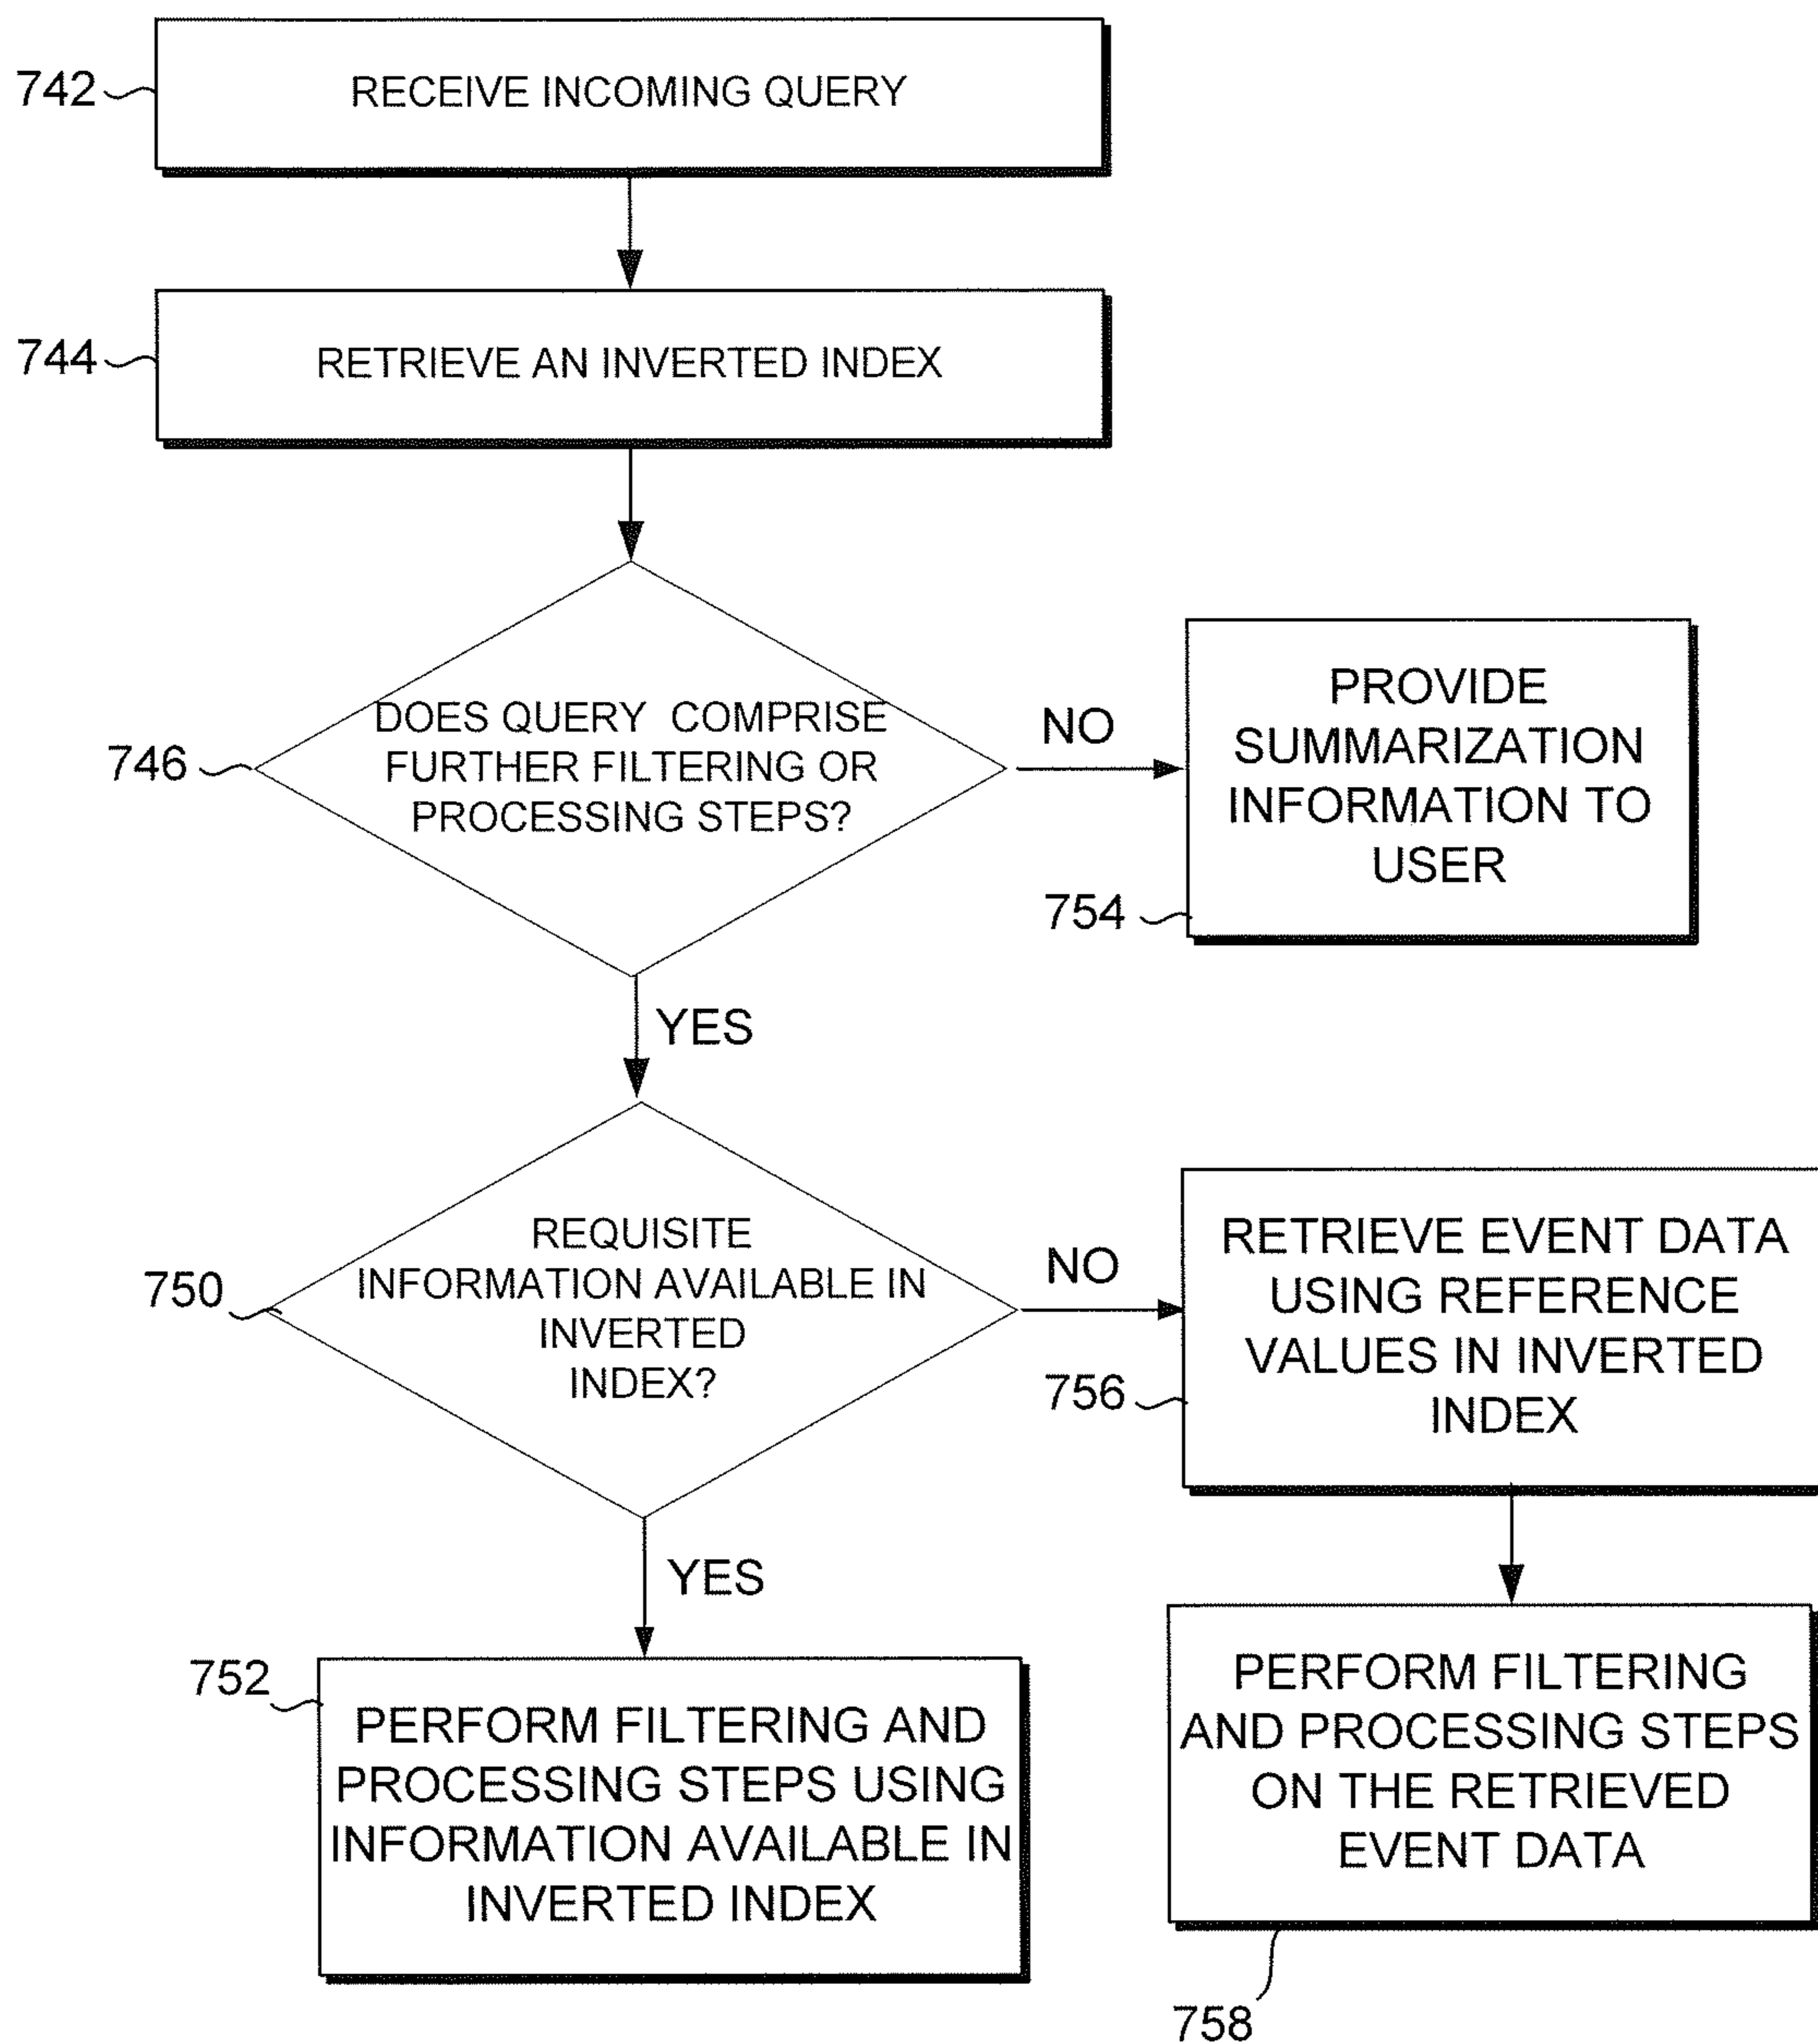 742
RECEIVE INCOMING QUERY
744
RETRIEVE AN INVERTED INDEX
746
DOES QUERY COMPRISE
FURTHER FILTERING OR
PROCESSING STEPS?
NO
PROVIDE
SUMMARIZATION
INFORMATION TO
USER
754
YES
750
REQUISITE
INFORMATION AVAILABLE IN
INVERTED
INDEX?
NO
RETRIEVE EVENT DATA
USING REFERENCE
VALUES IN INVERTED
INDEX
756
YES
752
PERFORM FILTERING AND
PROCESSING STEPS USING
INFORMATION AVAILABLE IN
INVERTED INDEX
PERFORM FILTERING
AND PROCESSING STEPS
ON THE RETRIEVED
EVENT DATA
758